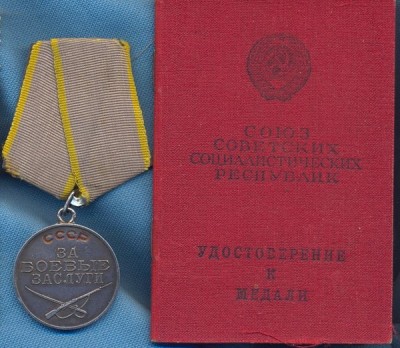 СССР
ЗА
БОЕВЫЕ
ЗАСЛУГИ
СОЮЗ
СОВЕТСКИХ
СОЦИАЛИСТИЧЕСКИХ
РЕСПУБЛИК
УДОСТОВЕРЕНИЕ
К
МЕДАЛИ